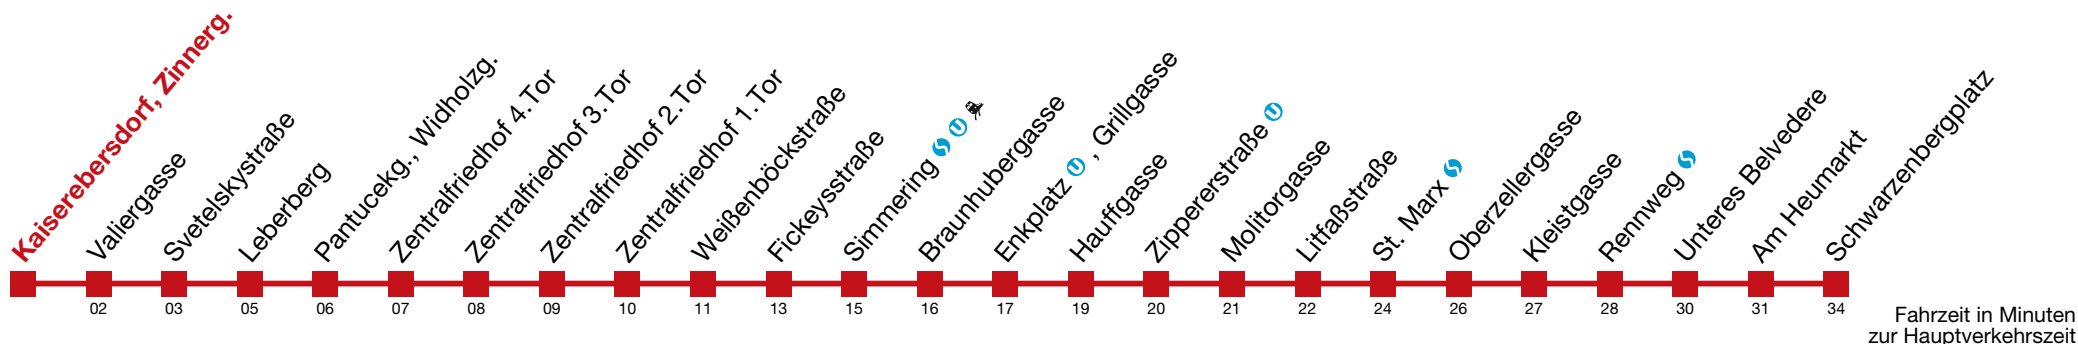 Kaiserebersdorf, Zinnerg.
Valiergasse
Svetelskystraße
Leberberg
Pantucekg., Widholzg.
Zentralfriedhof 4.Tor
Zentralfriedhof 3.Tor
Zentralfriedhof 2.Tor
Zentralfriedhof 1.Tor
Weißenböckstraße
Fickeysstraße
Simmering S U
Braunhubergasse
Enkplatz U , Grillgasse
Hauffgasse
Zippererstraße U
Molitorgasse
Litfaßstraße
St. Marx S
Oberzellergasse
Kleistgasse
Rennweg S
Unteres Belvedere
Am Heumarkt
Schwarzenbergplatz
02 03 05 06 07 08 09 10 11 13 15 16 17 19 20 21 22 24 26 27 28 30 31 34
Fahrzeit in Minuten
zur Hauptverkehrszeit